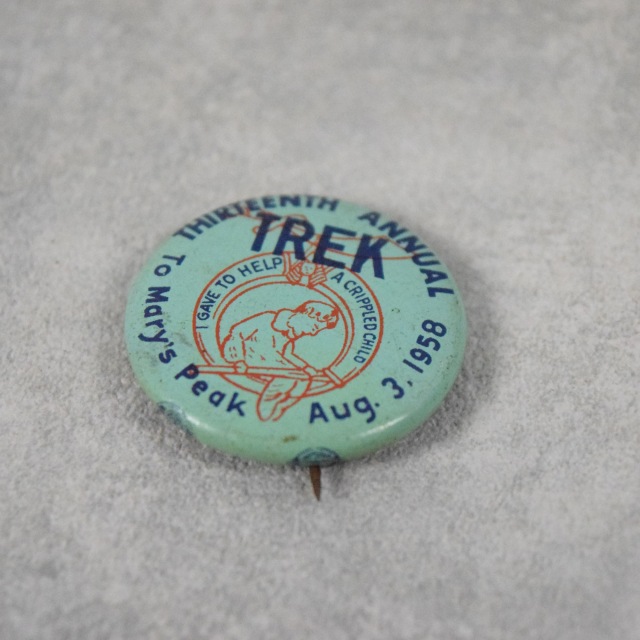 THIRTEENTH ANNUAL
TREK
To Mary's Peak
Aug. 3, 1958
I GAVE TO HELP A CRIPPLED CHILD